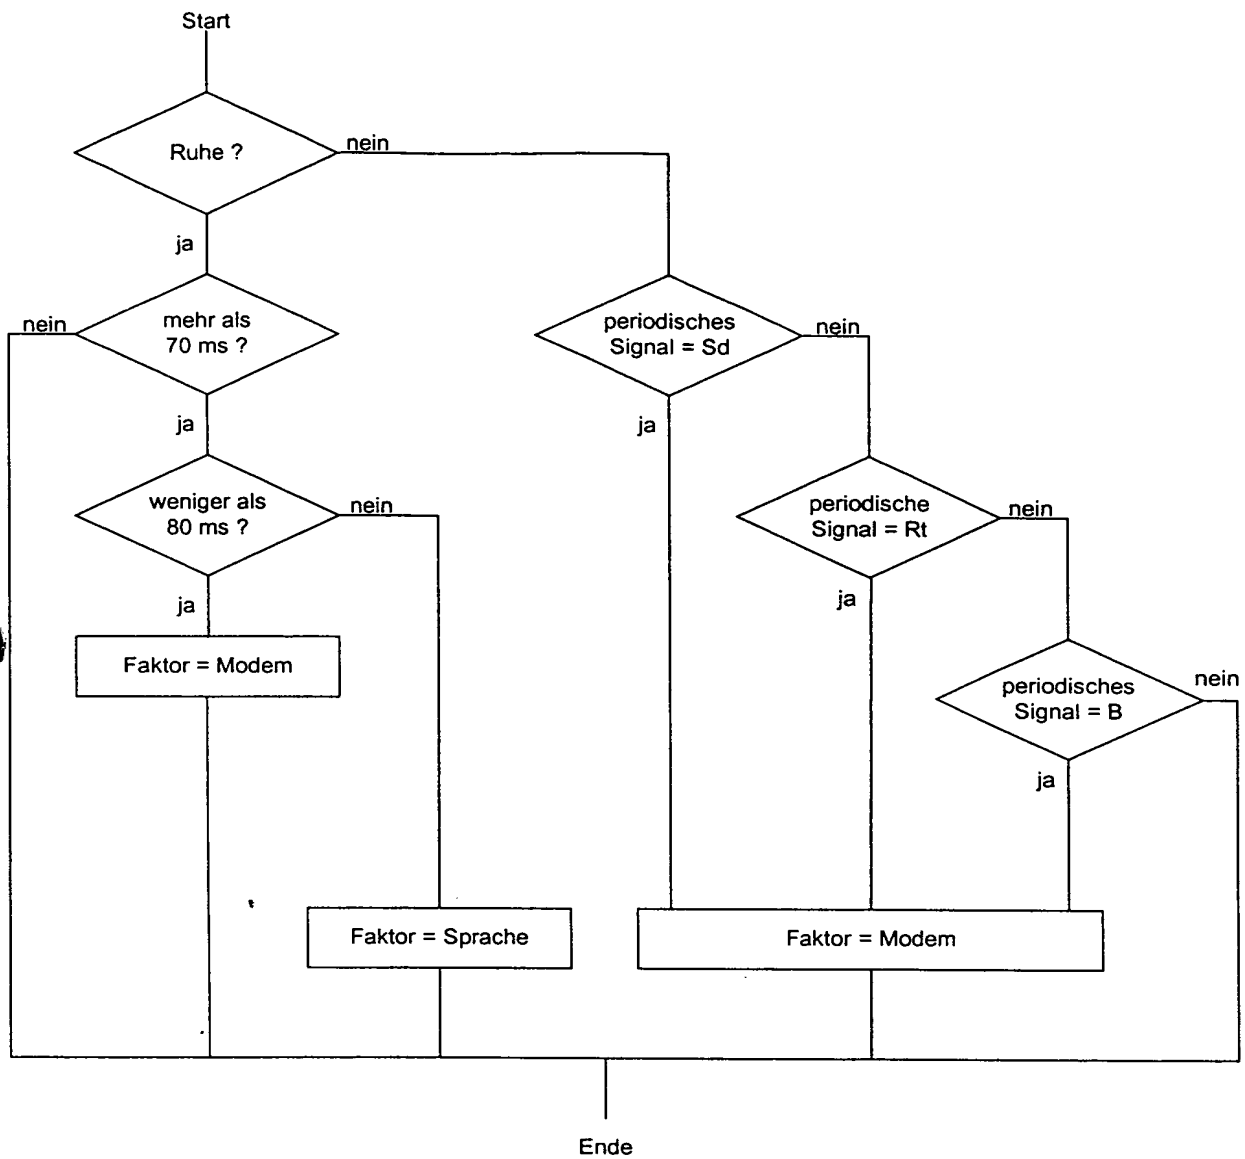 Start
Ruhe ?
nein
ja
nein
mehr als
70 ms ?
periodisches
Signal = Sd
nein
ja
ja
weniger als
80 ms ?
nein
periodische
Signal = Rt
nein
ja
ja
Faktor = Modem
periodisches
Signal = B
nein
ja
Faktor = Sprache
Faktor = Modem
Ende